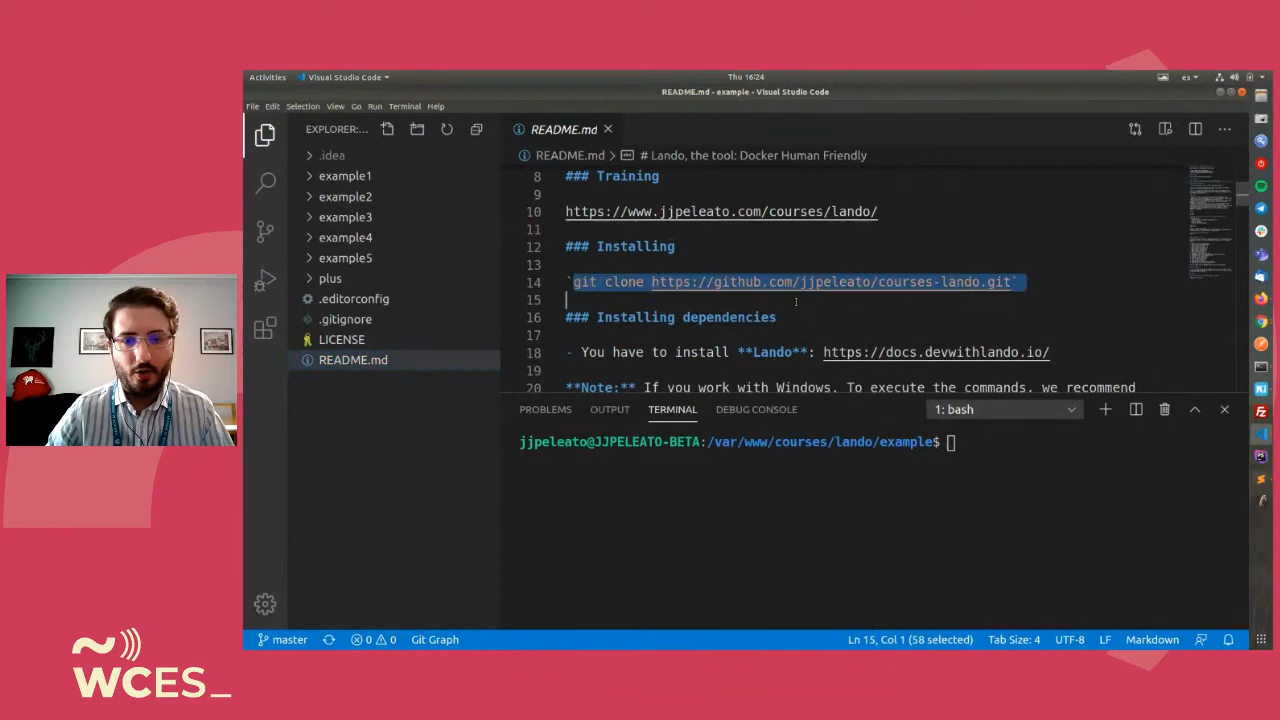 Activities Visual Studio Code Thu 16:24 es
README.md - example - Visual Studio Code
File Edit Selection View Go Run Terminal Help
EXPLORER:... README.md
README.md > # Lando, the tool: Docker Human Friendly
.idea
example1
example2
example3
example4
example5
plus
.editorconfig
.gitignore
LICENSE
README.md
8 ### Training
9
10 https://www.jjpeleato.com/courses/lando/
11
12 ### Installing
13
14 `git clone https://github.com/jjpeleato/courses-lando.git`
15
16 ### Installing dependencies
17
18 - You have to install **Lando**: https://docs.devwithlando.io/
19
20 **Note:** If you work with Windows. To execute the commands, we recommend
PROBLEMS OUTPUT TERMINAL DEBUG CONSOLE 1: bash
jjpeleato@JJPELEATO-BETA:/var/www/courses/lando/example$
master 0 0 Git Graph Ln 15, Col 1 (58 selected) Tab Size: 4 UTF-8 LF Markdown
WCES_